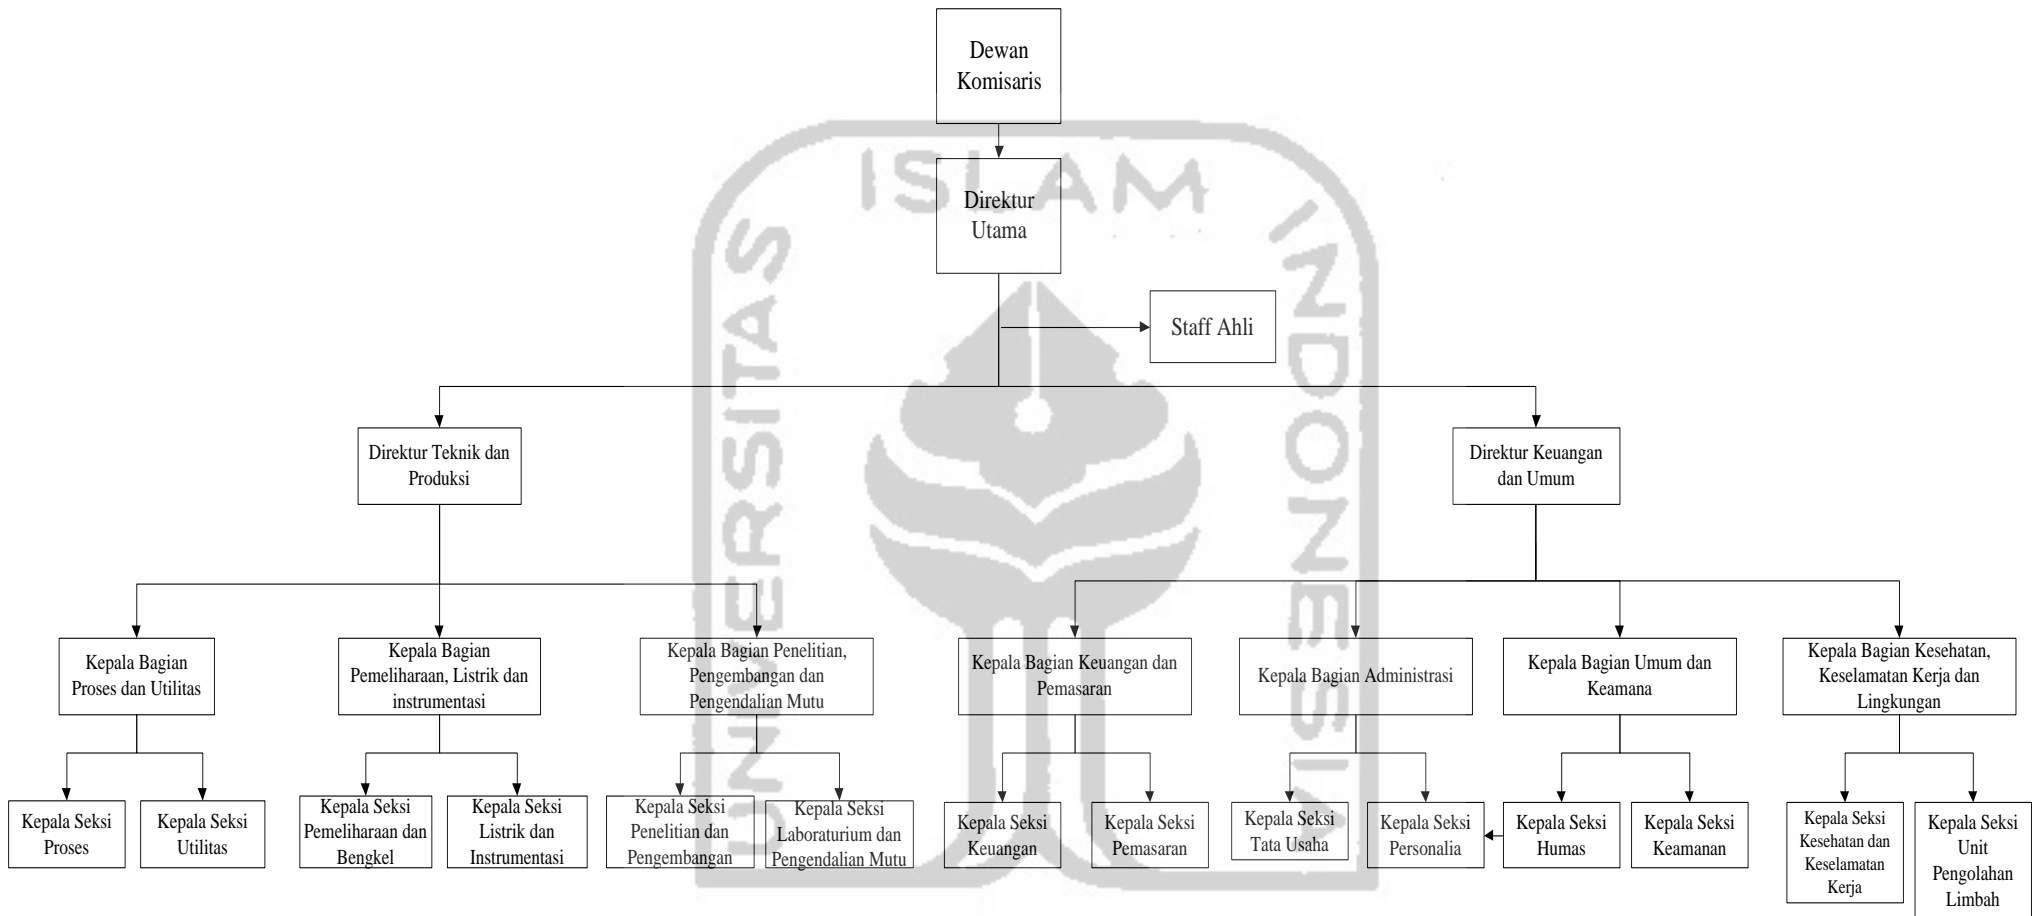 Dewan
Komisaris
Direktur
Utama
Staff Ahli
Direktur Teknik dan
Produksi
Direktur Keuangan
dan Umum
Kepala Bagian
Proses dan Utilitas
Kepala Bagian
Pemeliharaan, Listrik dan
instrumentasi
Kepala Bagian Penelitian,
Pengembangan dan
Pengendalian Mutu
Kepala Bagian Keuangan dan
Pemasaran
Kepala Bagian Administrasi
Kepala Bagian Umum dan
Keamana
Kepala Bagian Kesehatan,
Keselamatan Kerja dan
Lingkungan
Kepala Seksi
Proses
Kepala Seksi
Utilitas
Kepala Seksi
Pemeliharaan dan
Bengkel
Kepala Seksi
Listrik dan
Instrumentasi
Kepala Seksi
Penelitian dan
Pengembangan
Kepala Seksi
Laboraturium dan
Pengendalian Mutu
Kepala Seksi
Keuangan
Kepala Seksi
Pemasaran
Kepala Seksi
Tata Usaha
Kepala Seksi
Personalia
Kepala Seksi
Humas
Kepala Seksi
Keamanan
Kepala Seksi
Kesehatan dan
Keselamatan
Kerja
Kepala Seksi
Unit
Pengolahan
Limbah
UNIVERSITAS
ISLAM
INDONESIA